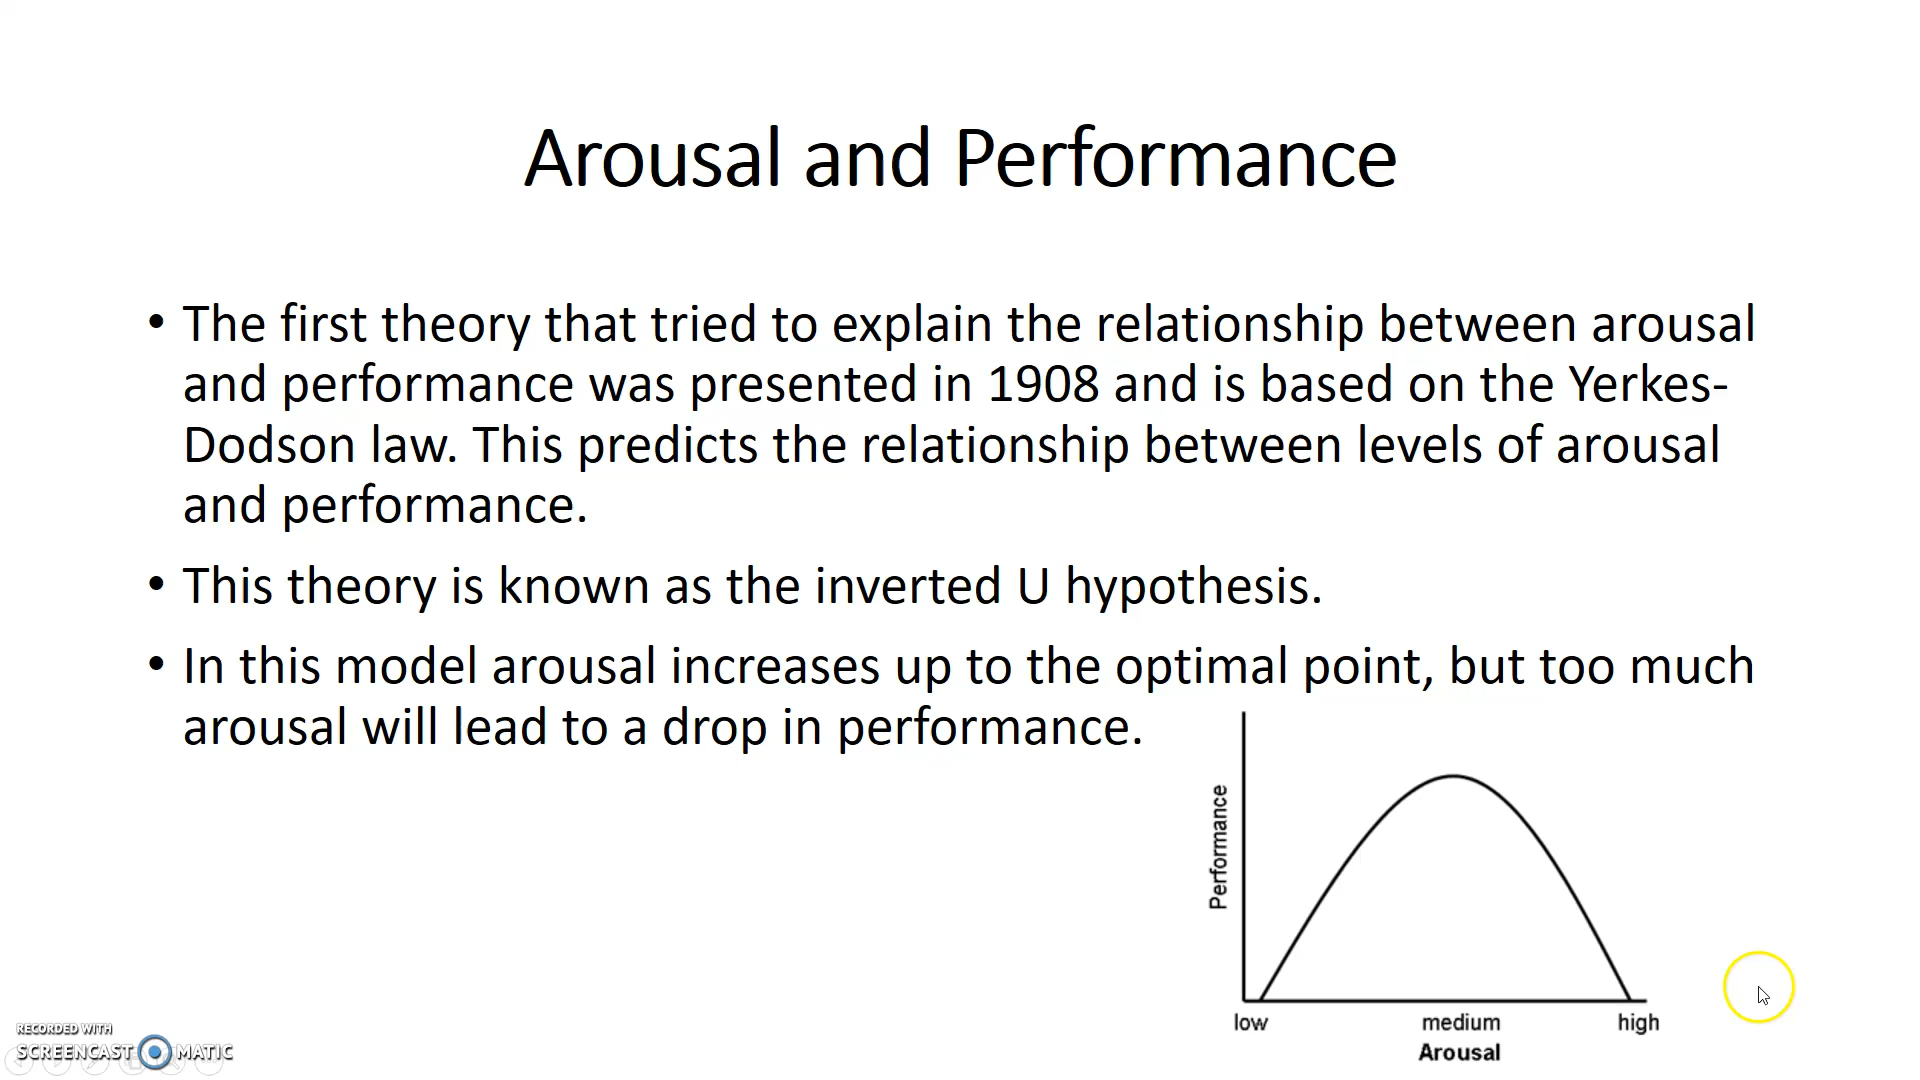 Arousal and Performance
• The first theory that tried to explain the relationship between arousal
and performance was presented in 1908 and is based on the Yerkes-
Dodson law. This predicts the relationship between levels of arousal
and performance.
• This theory is known as the inverted U hypothesis.
• In this model arousal increases up to the optimal point, but too much
arousal will lead to a drop in performance.
Performance
low medium high
Arousal
RECORDED WITH
SCREENCAST MATIC